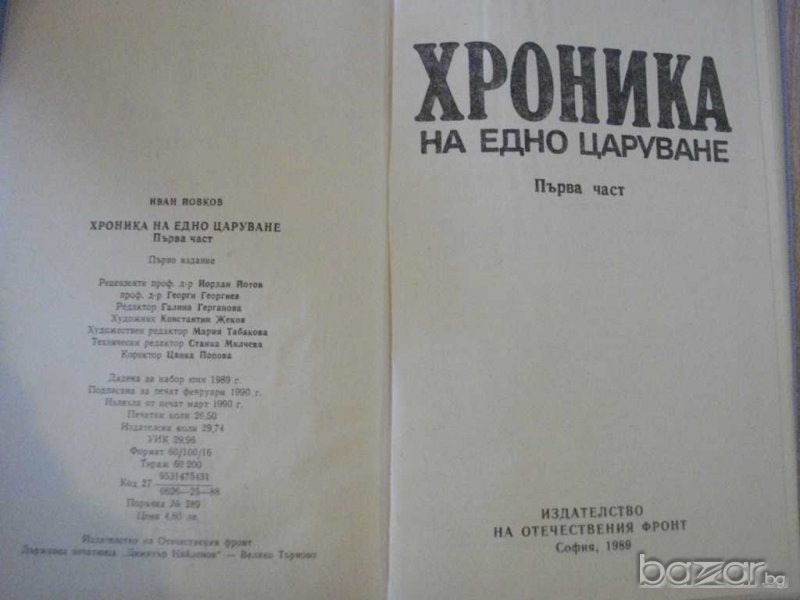 ИВАН ЙОВКОВ
ХРОНИКА НА ЕДНО ЦАРУВАНЕ
Първа част
Първо издание
Рецензенти проф. д-р Йордан Йотов
проф. д-р Георги Георгиев
Редактор Галина Герганова
Художник Константин Жеков
Художествен редактор Мария Табакова
Технически редактор Станка Милчева
Коректор Цанка Попова
Дадена за набор юни 1989 г.
Подписана за печат февруари 1990 г.
Излязла от печат март 1990 г.
Печатни коли 26,50
Издателски коли 29,74
УИК 29,96
Формат 60/100/16
Тираж 60 200
9531475431
Код 27
0626—25—88
Поръчка № 289
Цена 4,60 лв.
Издателство на Отечествения фронт
Държавна печатница „Димитър Найденов" — Велико Търново
ХРОНИКА
НА ЕДНО ЦАРУВАНЕ
Първа част
ИЗДАТЕЛСТВО
НА ОТЕЧЕСТВЕНИЯ ФРОНТ
София, 1989
bazar.bg